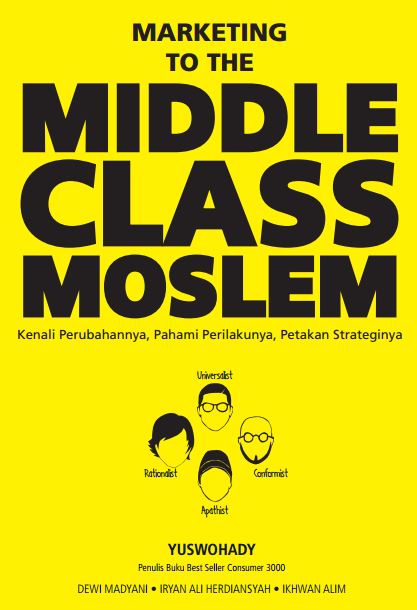 MARKETING
TO THE
MIDDLE
CLASS
MOSLEM
Kenali Perubahannya, Pahami Perilakunya, Petakan Strateginya
Universalist
Rationalist
Conformist
Apathist
YUSWOHADY
Penulis Buku Best Seller Consumer 3000
DEWI MADYANI • IRYAN ALI HERDIANSYAH • IKHWAN ALIM